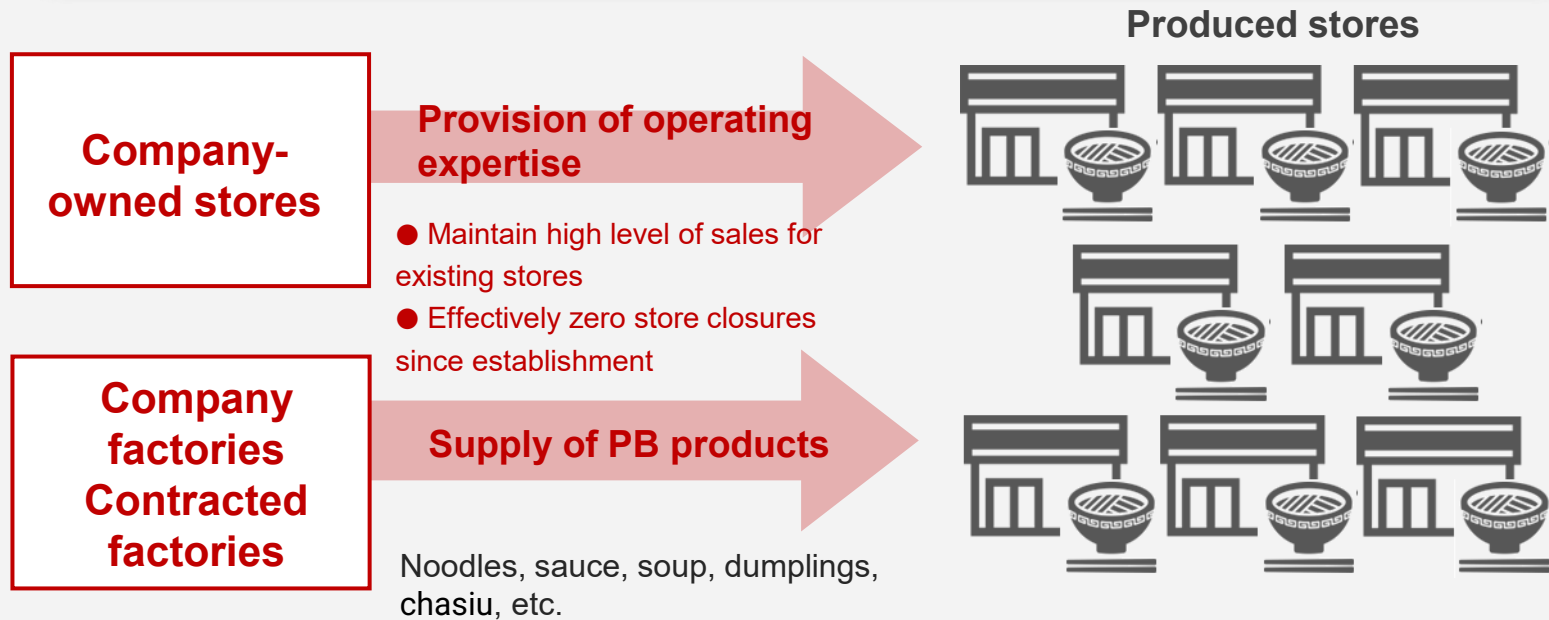 Produced stores
Company-
owned stores
Provision of operating
expertise
● Maintain high level of sales for
existing stores
● Effectively zero store closures
since establishment
Company
factories
Contracted
factories
Supply of PB products
Noodles, sauce, soup, dumplings,
chasiu, etc.